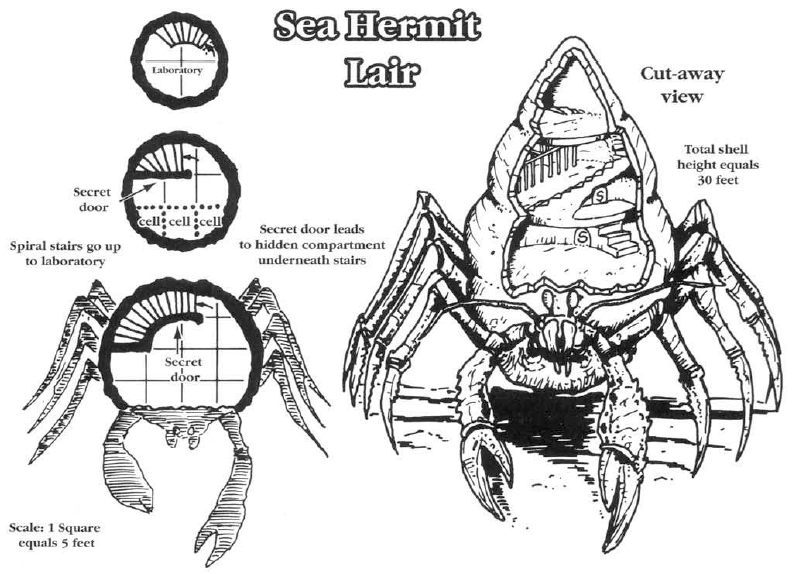 Sea Hermit
Lair
Laboratory
Cut-away
view
Total shell
height equals
30 feet
Secret
door
cell cell cell
Secret door leads
to hidden compartment
underneath stairs
Spiral stairs go up
to laboratory
S
S
Secret
door
Scale: 1 Square
equals 5 feet